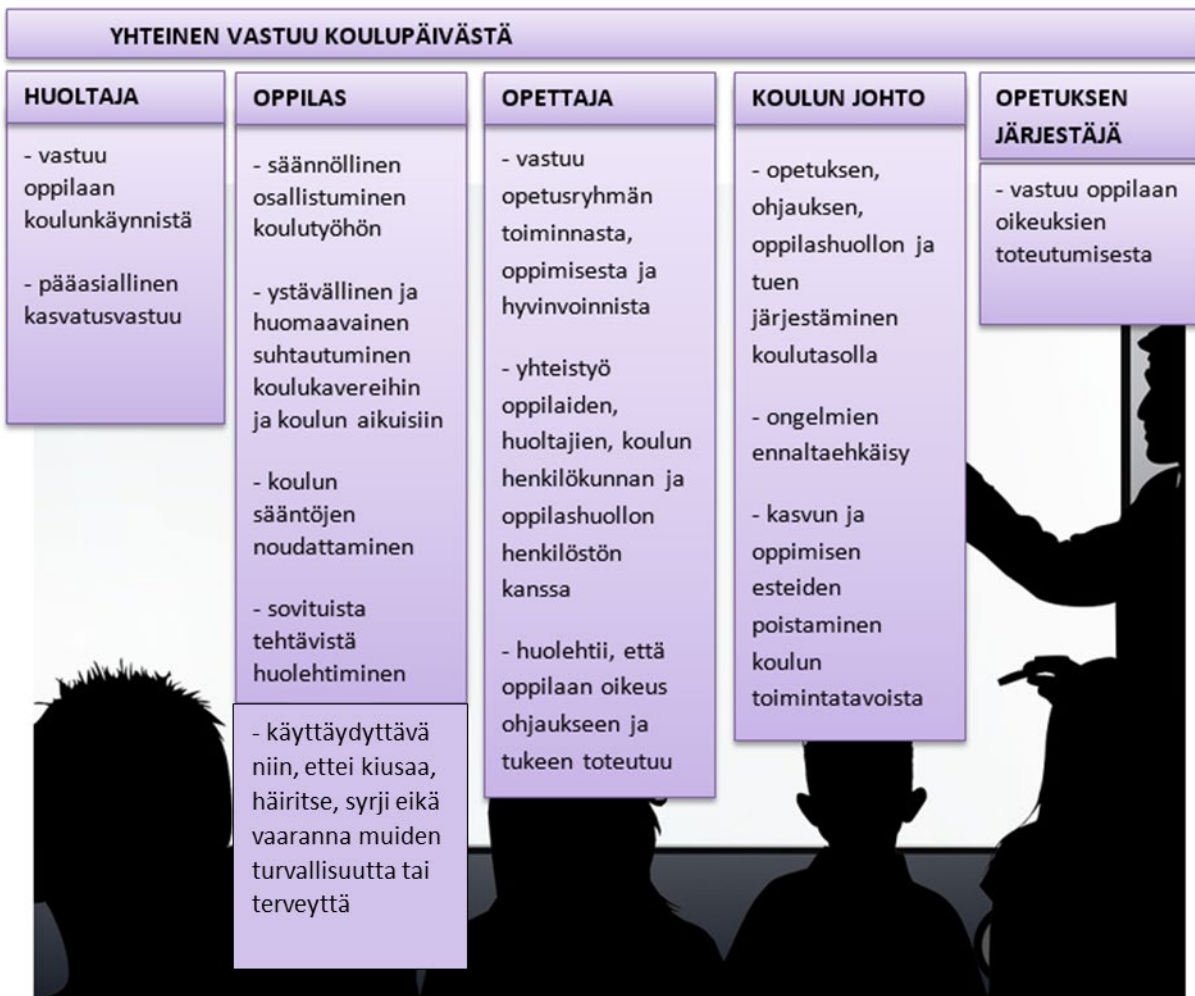 YHTEINEN VASTUU KOULUPÄIVÄSTÄ
HUOLTAJA
- vastuu
oppilaan
koulunkäynnistä
- pääasiallinen
kasvatusvastuu
OPPILAS
- säännöllinen
osallistuminen
koulutyöhön
- ystävällinen ja
huomaavainen
suhtautuminen
koulukavereihin
ja koulun aikuisiin
- koulun
sääntöjen
noudattaminen
- sovituista
tehtävistä
huolehtiminen
- käyttäydyttävä
niin, ettei kiusaa,
häiritse, syrji eikä
vaaranna muiden
turvallisuutta tai
terveyttä
OPETTAJA
- vastuu
opetusryhmän
toiminnasta,
oppimisesta ja
hyvinvoinnista
- yhteistyö
oppilaiden,
huoltajien, koulun
henkilökunnan ja
oppilashuollon
henkilöstön
kanssa
- huolehtii, että
oppilaan oikeus
ohjaukseen ja
tukeen toteutuu
KOULUN JOHTO
- opetuksen,
ohjauksen,
oppilashuollon ja
tuen
järjestäminen
koulutasolla
- ongelmien
ennaltaehkäisy
- kasvun ja
oppimisen
esteiden
poistaminen
koulun
toimintatavoista
OPETUKSEN
JÄRJESTÄJÄ
- vastuu oppilaan
oikeuksien
toteutumisesta